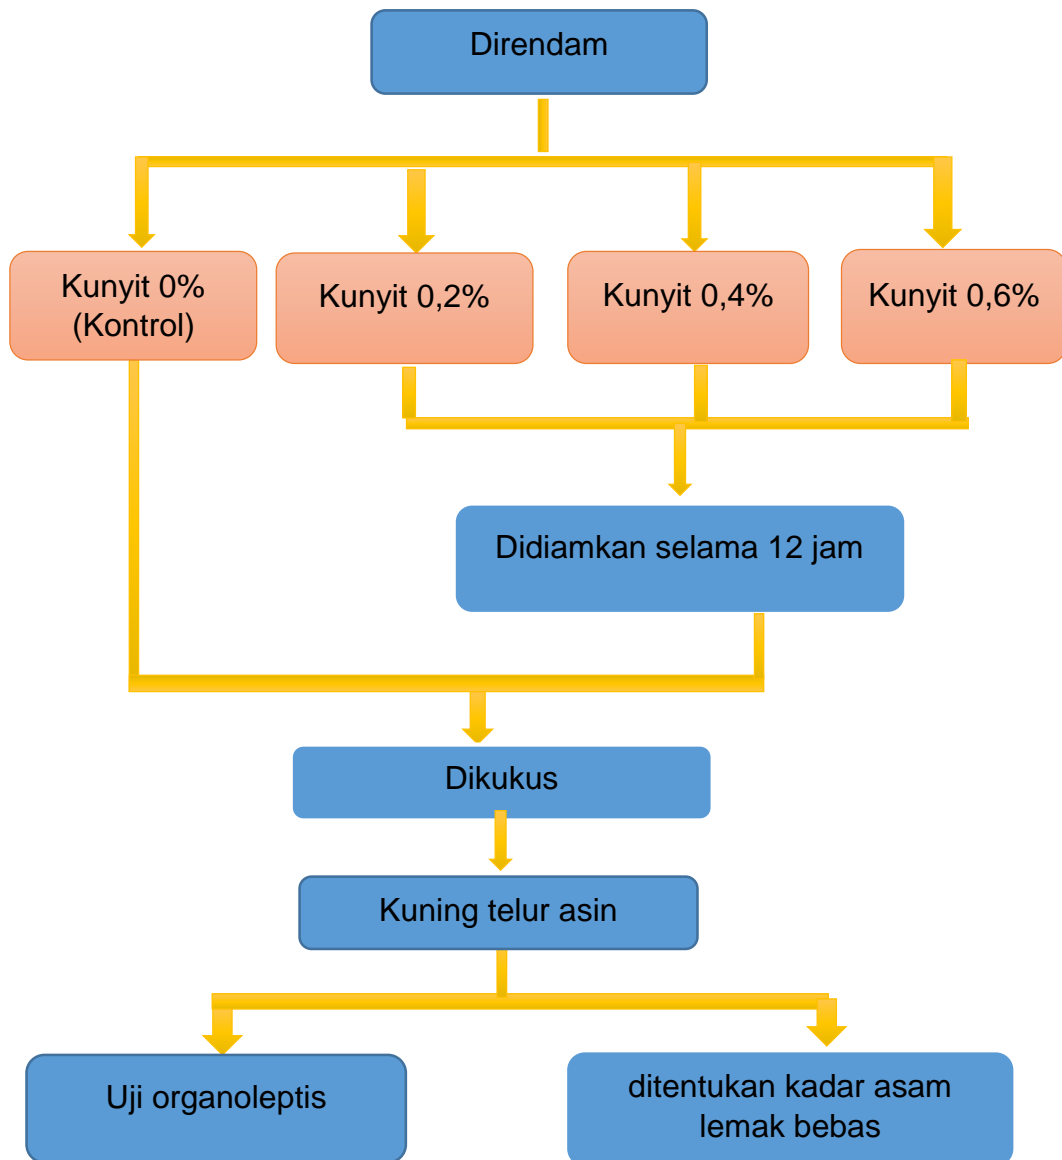 Direndam
Kunyit 0%
(Kontrol)
Kunyit 0,2%
Kunyit 0,4%
Kunyit 0,6%
Didiamkan selama 12 jam
Dikukus
Kuning telur asin
Uji organoleptis
ditentukan kadar asam
lemak bebas